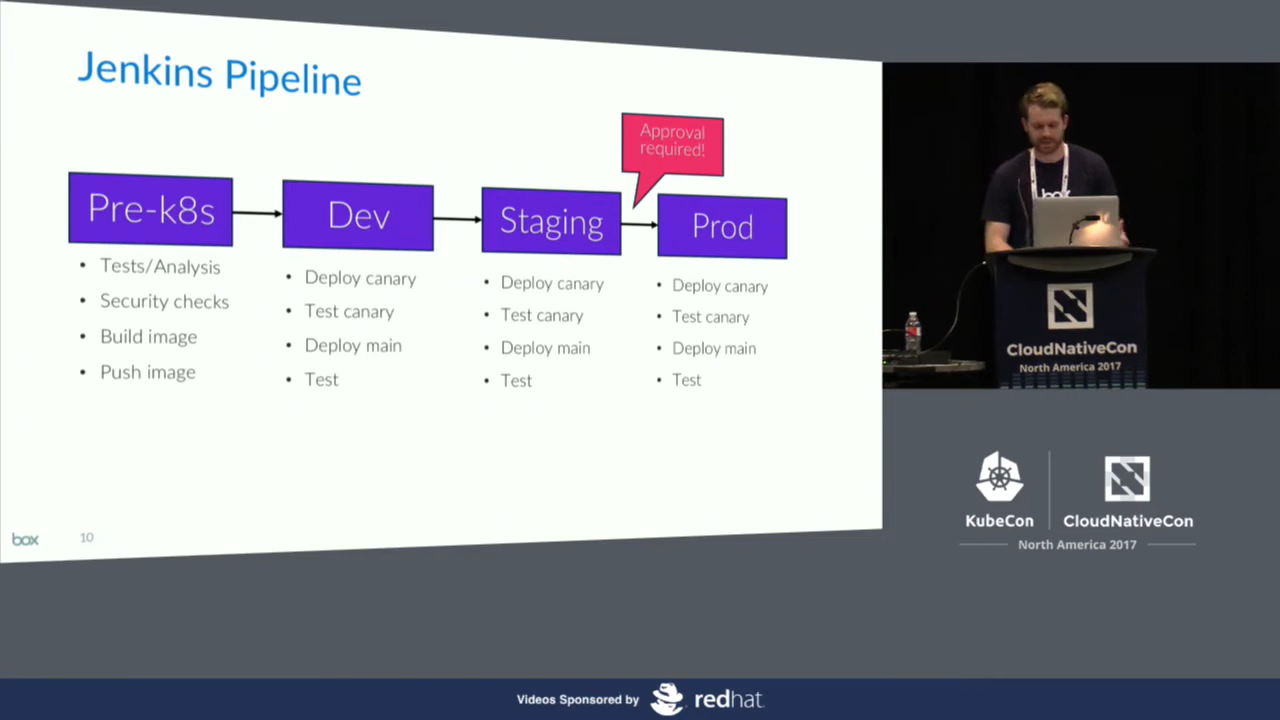 Jenkins Pipeline
Approval
required!
Pre-k8s
Dev
Staging
Prod
• Tests/Analysis
• Security checks
• Build image
• Push image
• Deploy canary
• Test canary
• Deploy main
• Test
• Deploy canary
• Test canary
• Deploy main
• Test
• Deploy canary
• Test canary
• Deploy main
• Test
box
10
box
CloudNativeCon
North America 2017
KubeCon
CloudNativeCon
North America 2017
Videos Sponsored by
redhat.